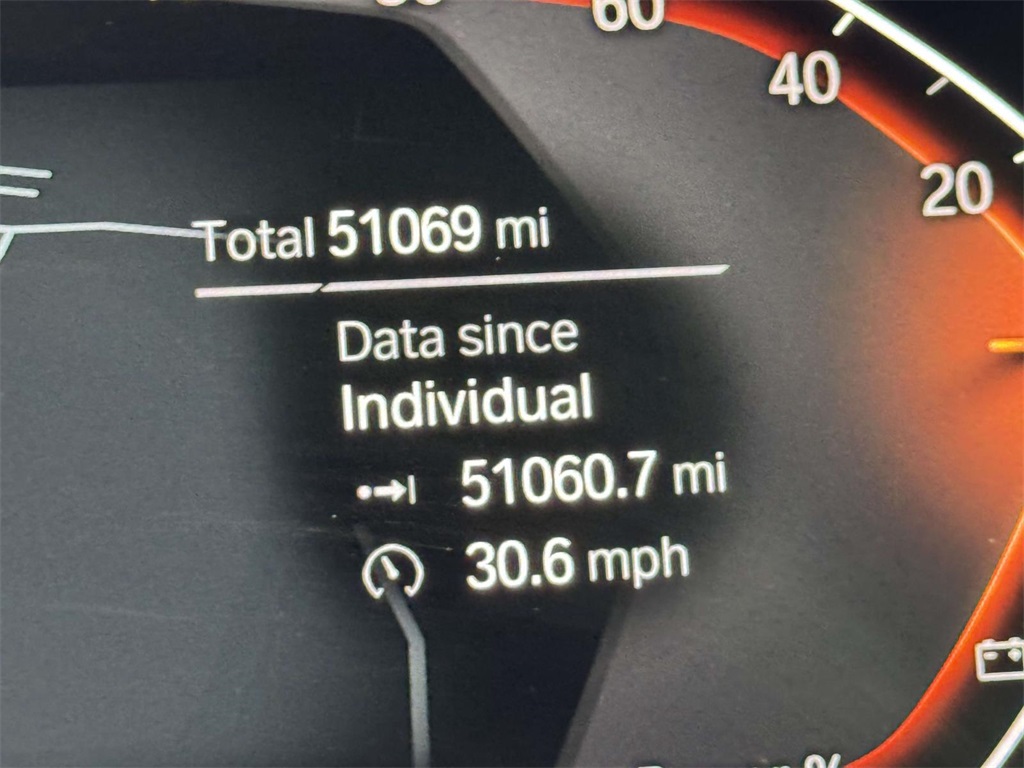 60
40
20
Total 51069 mi
Data since
Individual
51060.7 mi
30.6 mph